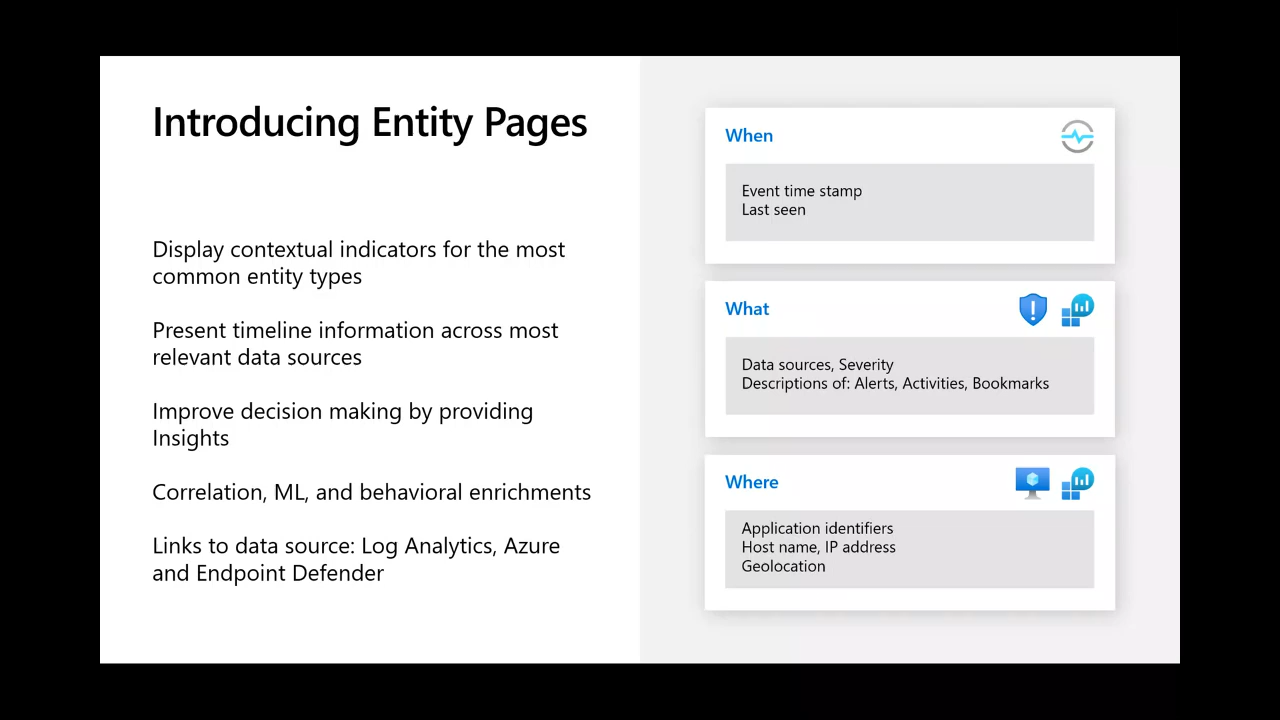 Introducing Entity Pages
Display contextual indicators for the most
common entity types
Present timeline information across most
relevant data sources
Improve decision making by providing
Insights
Correlation, ML, and behavioral enrichments
Links to data source: Log Analytics, Azure
and Endpoint Defender
When
Event time stamp
Last seen
What
Data sources, Severity
Descriptions of: Alerts, Activities, Bookmarks
Where
Application identifiers
Host name, IP address
Geolocation